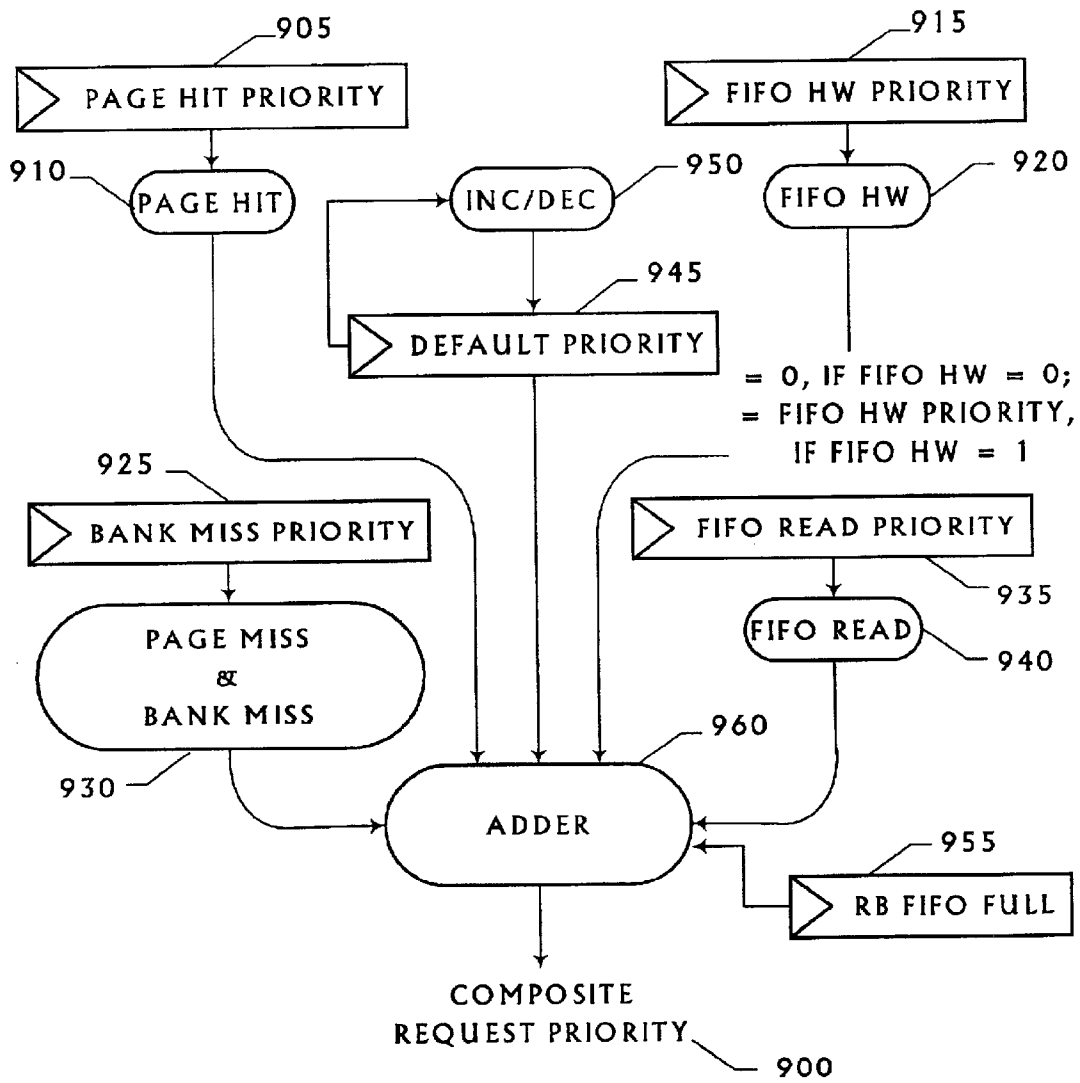 905
915
PAGE HIT PRIORITY
FIFO HW PRIORITY
910
PAGE HIT
INC/DEC
950
FIFO HW
920
945
DEFAULT PRIORITY
= 0, IF FIFO HW = 0;
= FIFO HW PRIORITY,
IF FIFO HW = 1
925
BANK MISS PRIORITY
FIFO READ PRIORITY
935
PAGE MISS
&
BANK MISS
FIFO READ
940
930
960
ADDER
955
RB FIFO FULL
COMPOSITE
REQUEST PRIORITY
900